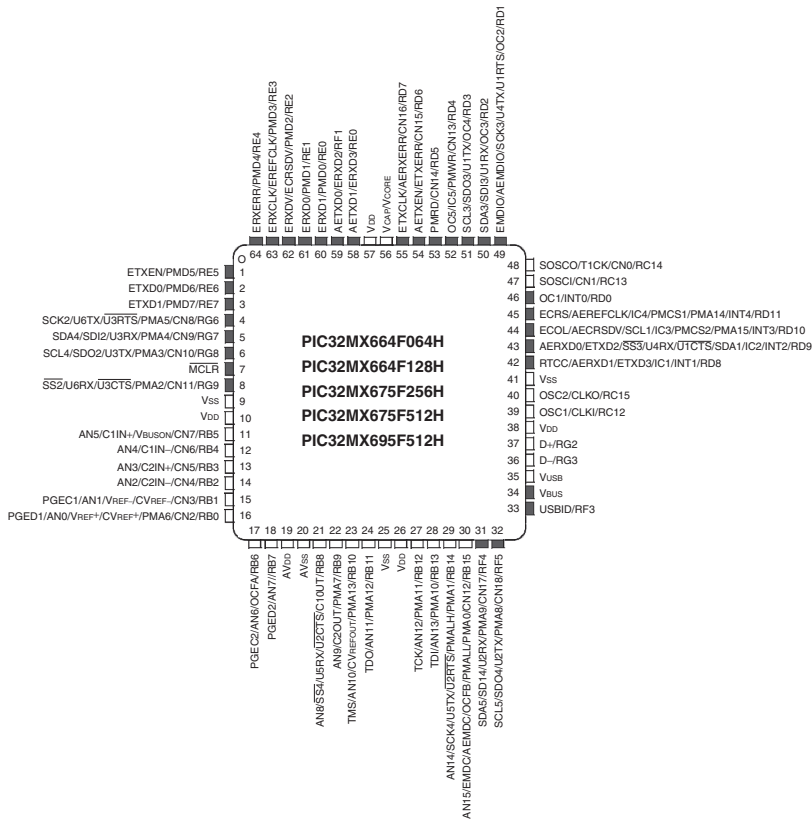 ERXERR/PMD4/RE4
ERXCLK/EREFCLK/PMD3/RE3
ERXDV/ECRSDV/PMD2/RE2
ERXD0/PMD1/RE1
ERXD1/PMD0/RE0
AETXD0/ERXD2/RF1
AETXD1/ERXD3/RE0
VDD
VCAP/VCORE
ETXCLK/AERXERR/CN16/RD7
AETXEN/ETXERR/CN15/RD6
PMRD/CN14/RD5
OC5/IC5/PMWR/CN13/RD4
SCL3/SDO3/U1TX/OC4/RD3
SDA3/SDI3/U1RX/OC3/RD2
EMDIO/AEMDIO/SCK3/U4TX/U1RTS/OC2/RD1
64 63 62 61 60 59 58 57 56 55 54 53 52 51 50 49
ETXEN/PMD5/RE5 1
ETXD0/PMD6/RE6 2
ETXD1/PMD7/RE7 3
SCK2/U6TX/U3RTS/PMA5/CN8/RG6 4
SDA4/SDI2/U3RX/PMA4/CN9/RG7 5
SCL4/SDO2/U3TX/PMA3/CN10/RG8 6
MCLR 7
SS2/U6RX/U3CTS/PMA2/CN11/RG9 8
VSS 9
VDD 10
AN5/C1IN+/VBUSON/CN7/RB5 11
AN4/C1IN–/CN6/RB4 12
AN3/C2IN+/CN5/RB3 13
AN2/C2IN–/CN4/RB2 14
PGEC1/AN1/VREF–/CVREF–/CN3/RB1 15
PGED1/AN0/VREF+/CVREF+/PMA6/CN2/RB0 16
PIC32MX664F064H
PIC32MX664F128H
PIC32MX675F256H
PIC32MX675F512H
PIC32MX695F512H
48 SOSCO/T1CK/CN0/RC14
47 SOSCI/CN1/RC13
46 OC1/INT0/RD0
45 ECRS/AEREFCLK/IC4/PMCS1/PMA14/INT4/RD11
44 ECOL/AECRSDV/SCL1/IC3/PMCS2/PMA15/INT3/RD10
43 AERXD0/ETXD2/SS3/U4RX/U1CTS/SDA1/IC2/INT2/RD9
42 RTCC/AERXD1/ETXD3/IC1/INT1/RD8
41 VSS
40 OSC2/CLKO/RC15
39 OSC1/CLKI/RC12
38 VDD
37 D+/RG2
36 D–/RG3
35 VUSB
34 VBUS
33 USBID/RF3
17 18 19 20 21 22 23 24 25 26 27 28 29 30 31 32
PGEC2/AN6/OCFA/RB6
PGED2/AN7//RB7
AVDD
AVSS
AN8/SS4/U5RX/U2CTS/C1OUT/RB8
AN9/C2OUT/PMA7/RB9
TMS/AN10/CVREFOUT/PMA13/RB10
TDO/AN11/PMA12/RB11
VSS
VDD
TCK/AN12/PMA11/RB12
TDI/AN13/PMA10/RB13
AN14/SCK4/U5TX/U2RTS/PMALH/PMA1/RB14
AN15/EMDC/AEMDC/OCFB/PMALL/PMA0/CN12/RB15
SDA5/SD14/U2RX/PMA9/CN17/RF4
SCL5/SDO4/U2TX/PMA8/CN18/RF5